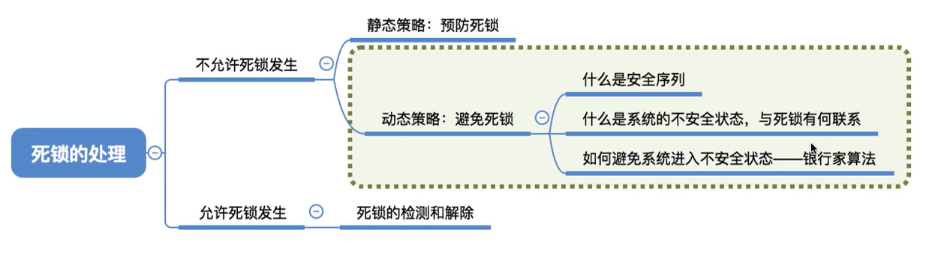 静态策略：预防死锁
不允许死锁发生
什么是安全序列
动态策略：避免死锁
什么是系统的不安全状态，与死锁有何联系
死锁的处理
如何避免系统进入不安全状态——银行家算法
允许死锁发生
死锁的检测和解除